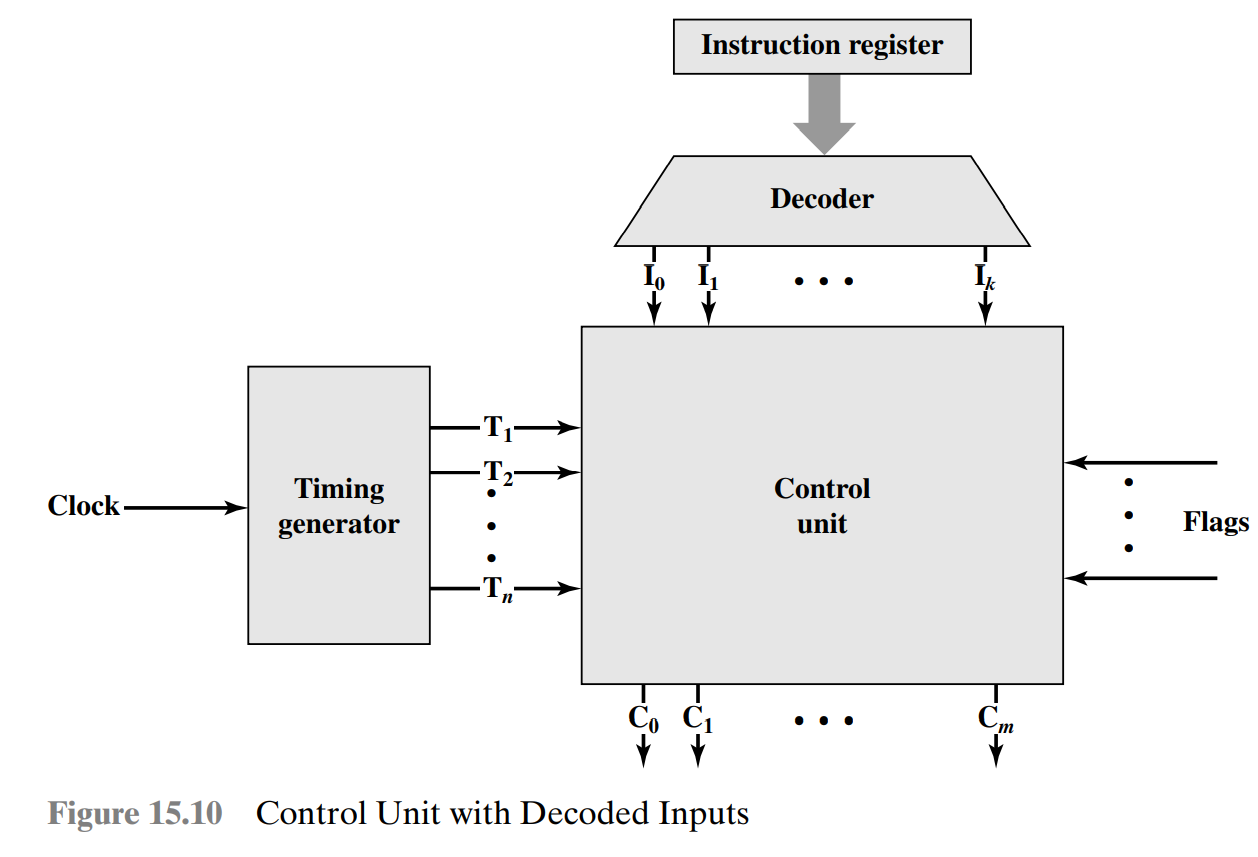 Instruction register
Decoder
I0 I1 • • • Ik
T1
T2
•
•
•
Tn
Clock
Timing
generator
Control
unit
•
•
•
Flags
C0 C1 • • • Cm
Figure 15.10 Control Unit with Decoded Inputs